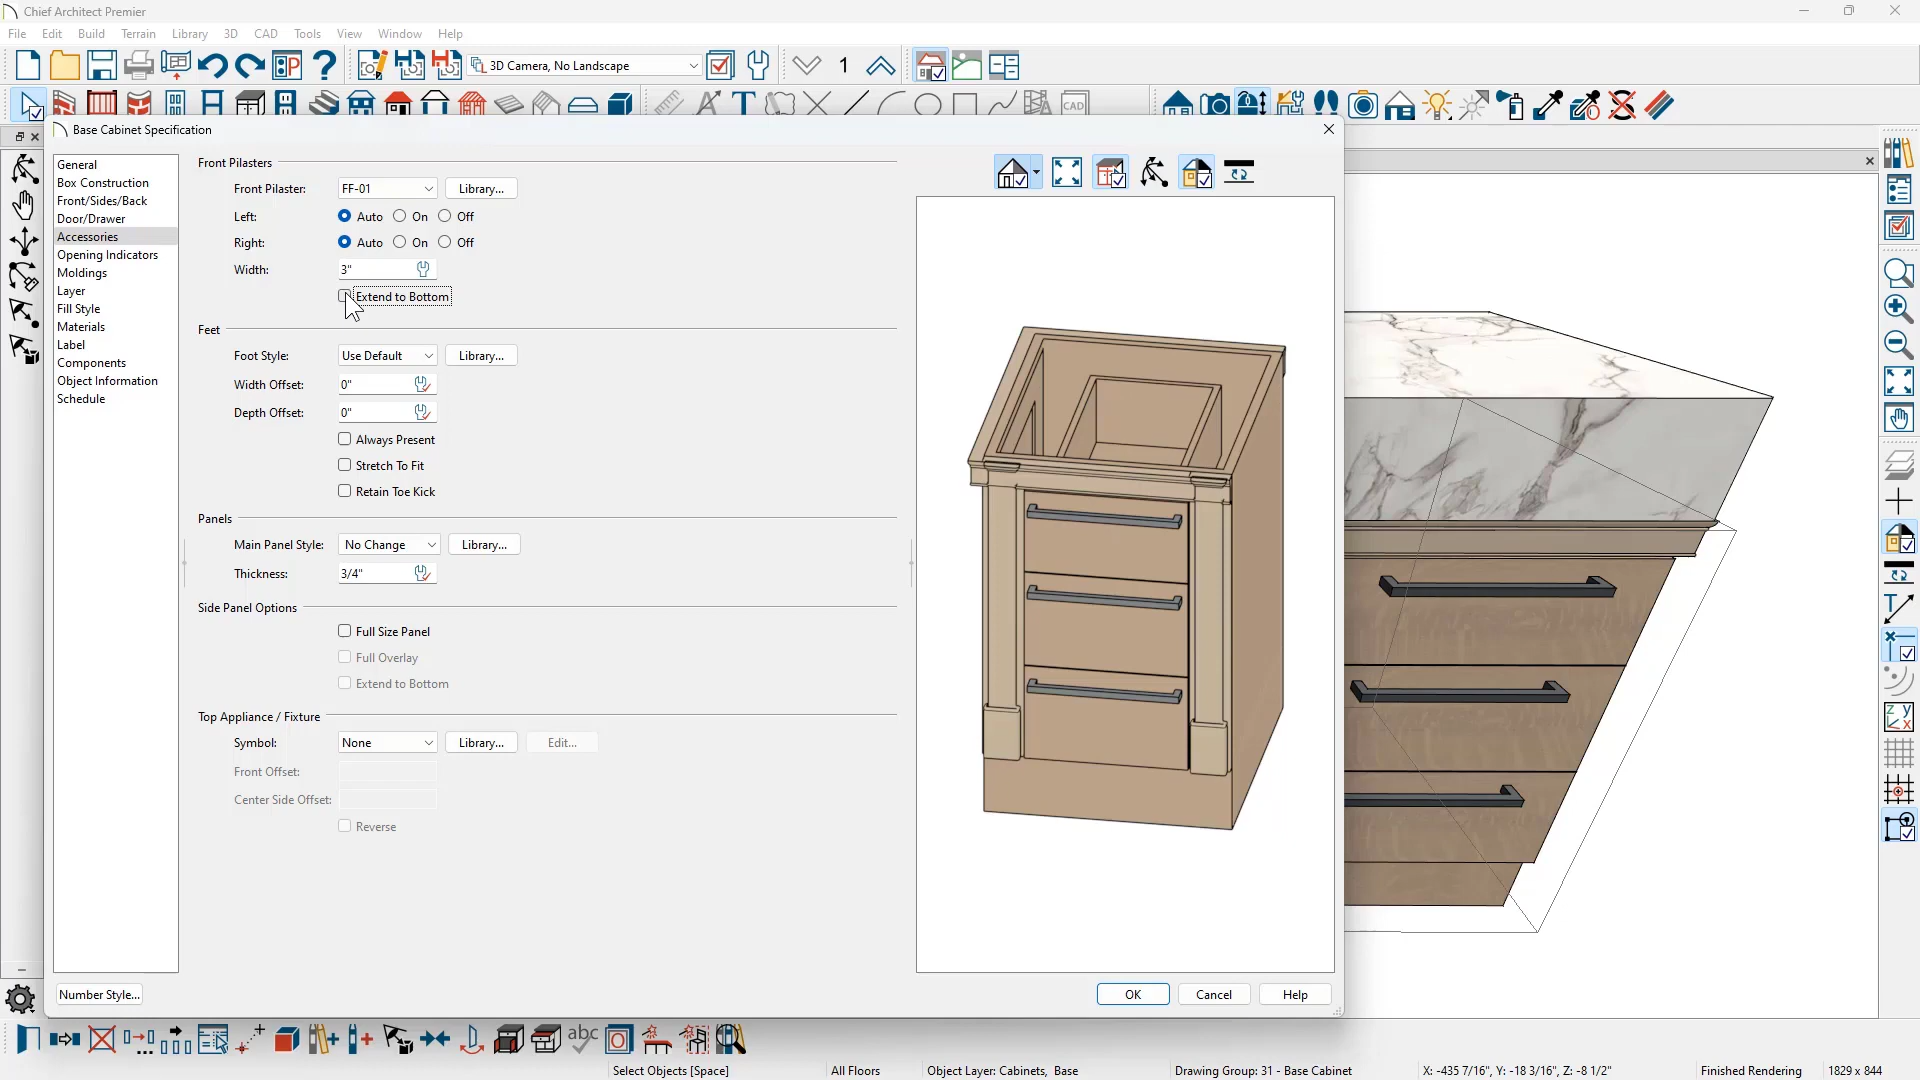 Chief Architect Premier
File Edit Build Terrain Library 3D CAD Tools View Window Help
3D Camera, No Landscape
1
CAD
Base Cabinet Specification
General
Box Construction
Front/Sides/Back
Door/Drawer
Accessories
Opening Indicators
Moldings
Layer
Fill Style
Materials
Label
Components
Object Information
Schedule
Front Pilasters
Front Pilaster: FF-01 Library...
Left: Auto On Off
Right: Auto On Off
Width: 3"
Extend to Bottom
Feet
Foot Style: Use Default Library...
Width Offset: 0"
Depth Offset: 0"
Always Present
Stretch To Fit
Retain Toe Kick
Panels
Main Panel Style: No Change Library...
Thickness: 3/4"
Side Panel Options
Full Size Panel
Full Overlay
Extend to Bottom
Top Appliance / Fixture
Symbol: None Library... Edit...
Front Offset:
Center Side Offset:
Reverse
Number Style...
OK Cancel Help
abc
Select Objects [Space] All Floors Object Layer: Cabinets, Base Drawing Group: 31 - Base Cabinet X: -435 7/16", Y: -18 3/16", Z: -8 1/2" Finished Rendering 1829 x 844